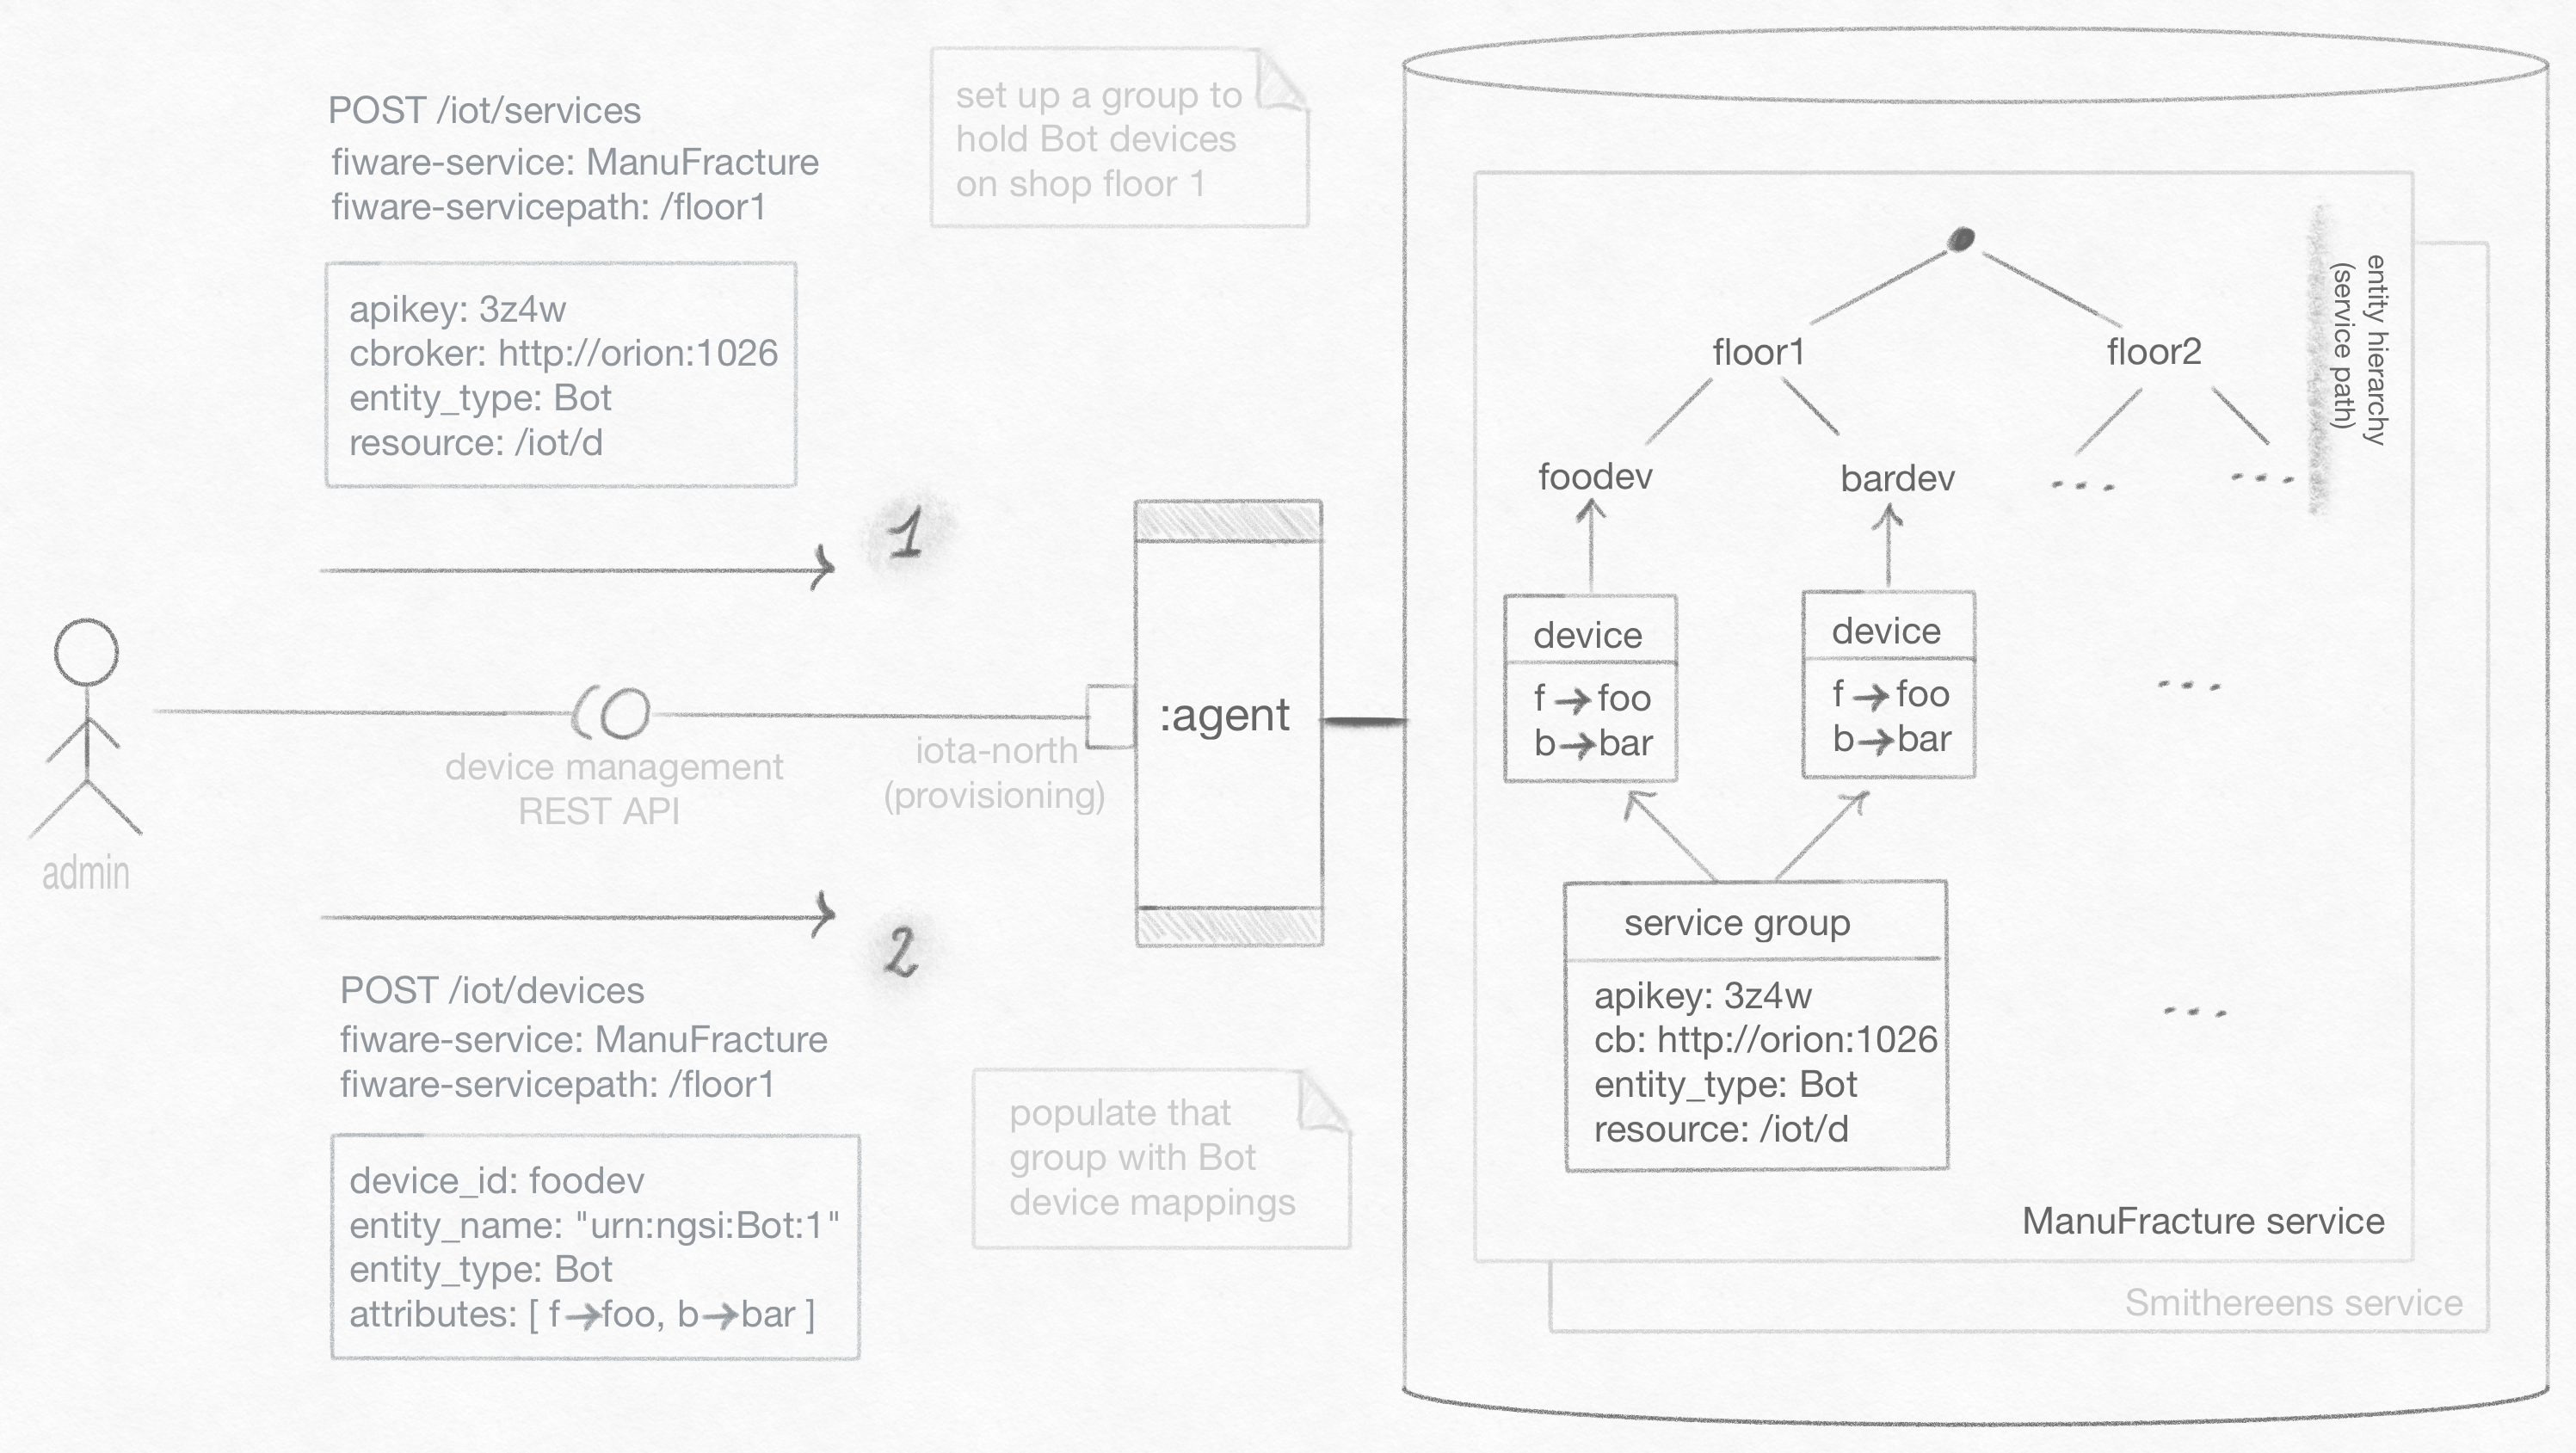 POST /iot/services
fiware-service: ManuFracture
fiware-servicepath: /floor1
apikey: 3z4w
cbroker: http://orion:1026
entity_type: Bot
resource: /iot/d
set up a group to
hold Bot devices
on shop floor 1
1
admin
device management
REST API
iota-north
(provisioning)
:agent
2
POST /iot/devices
fiware-service: ManuFracture
fiware-servicepath: /floor1
device_id: foodev
entity_name: "urn:ngsi:Bot:1"
entity_type: Bot
attributes: [ f→foo, b→bar ]
populate that
group with Bot
device mappings
entity hierarchy
(service path)
floor1
floor2
foodev
bardev
...
...
device
f→foo
b→bar
device
f→foo
b→bar
...
service group
apikey: 3z4w
cb: http://orion:1026
entity_type: Bot
resource: /iot/d
...
ManuFracture service
Smithereens service